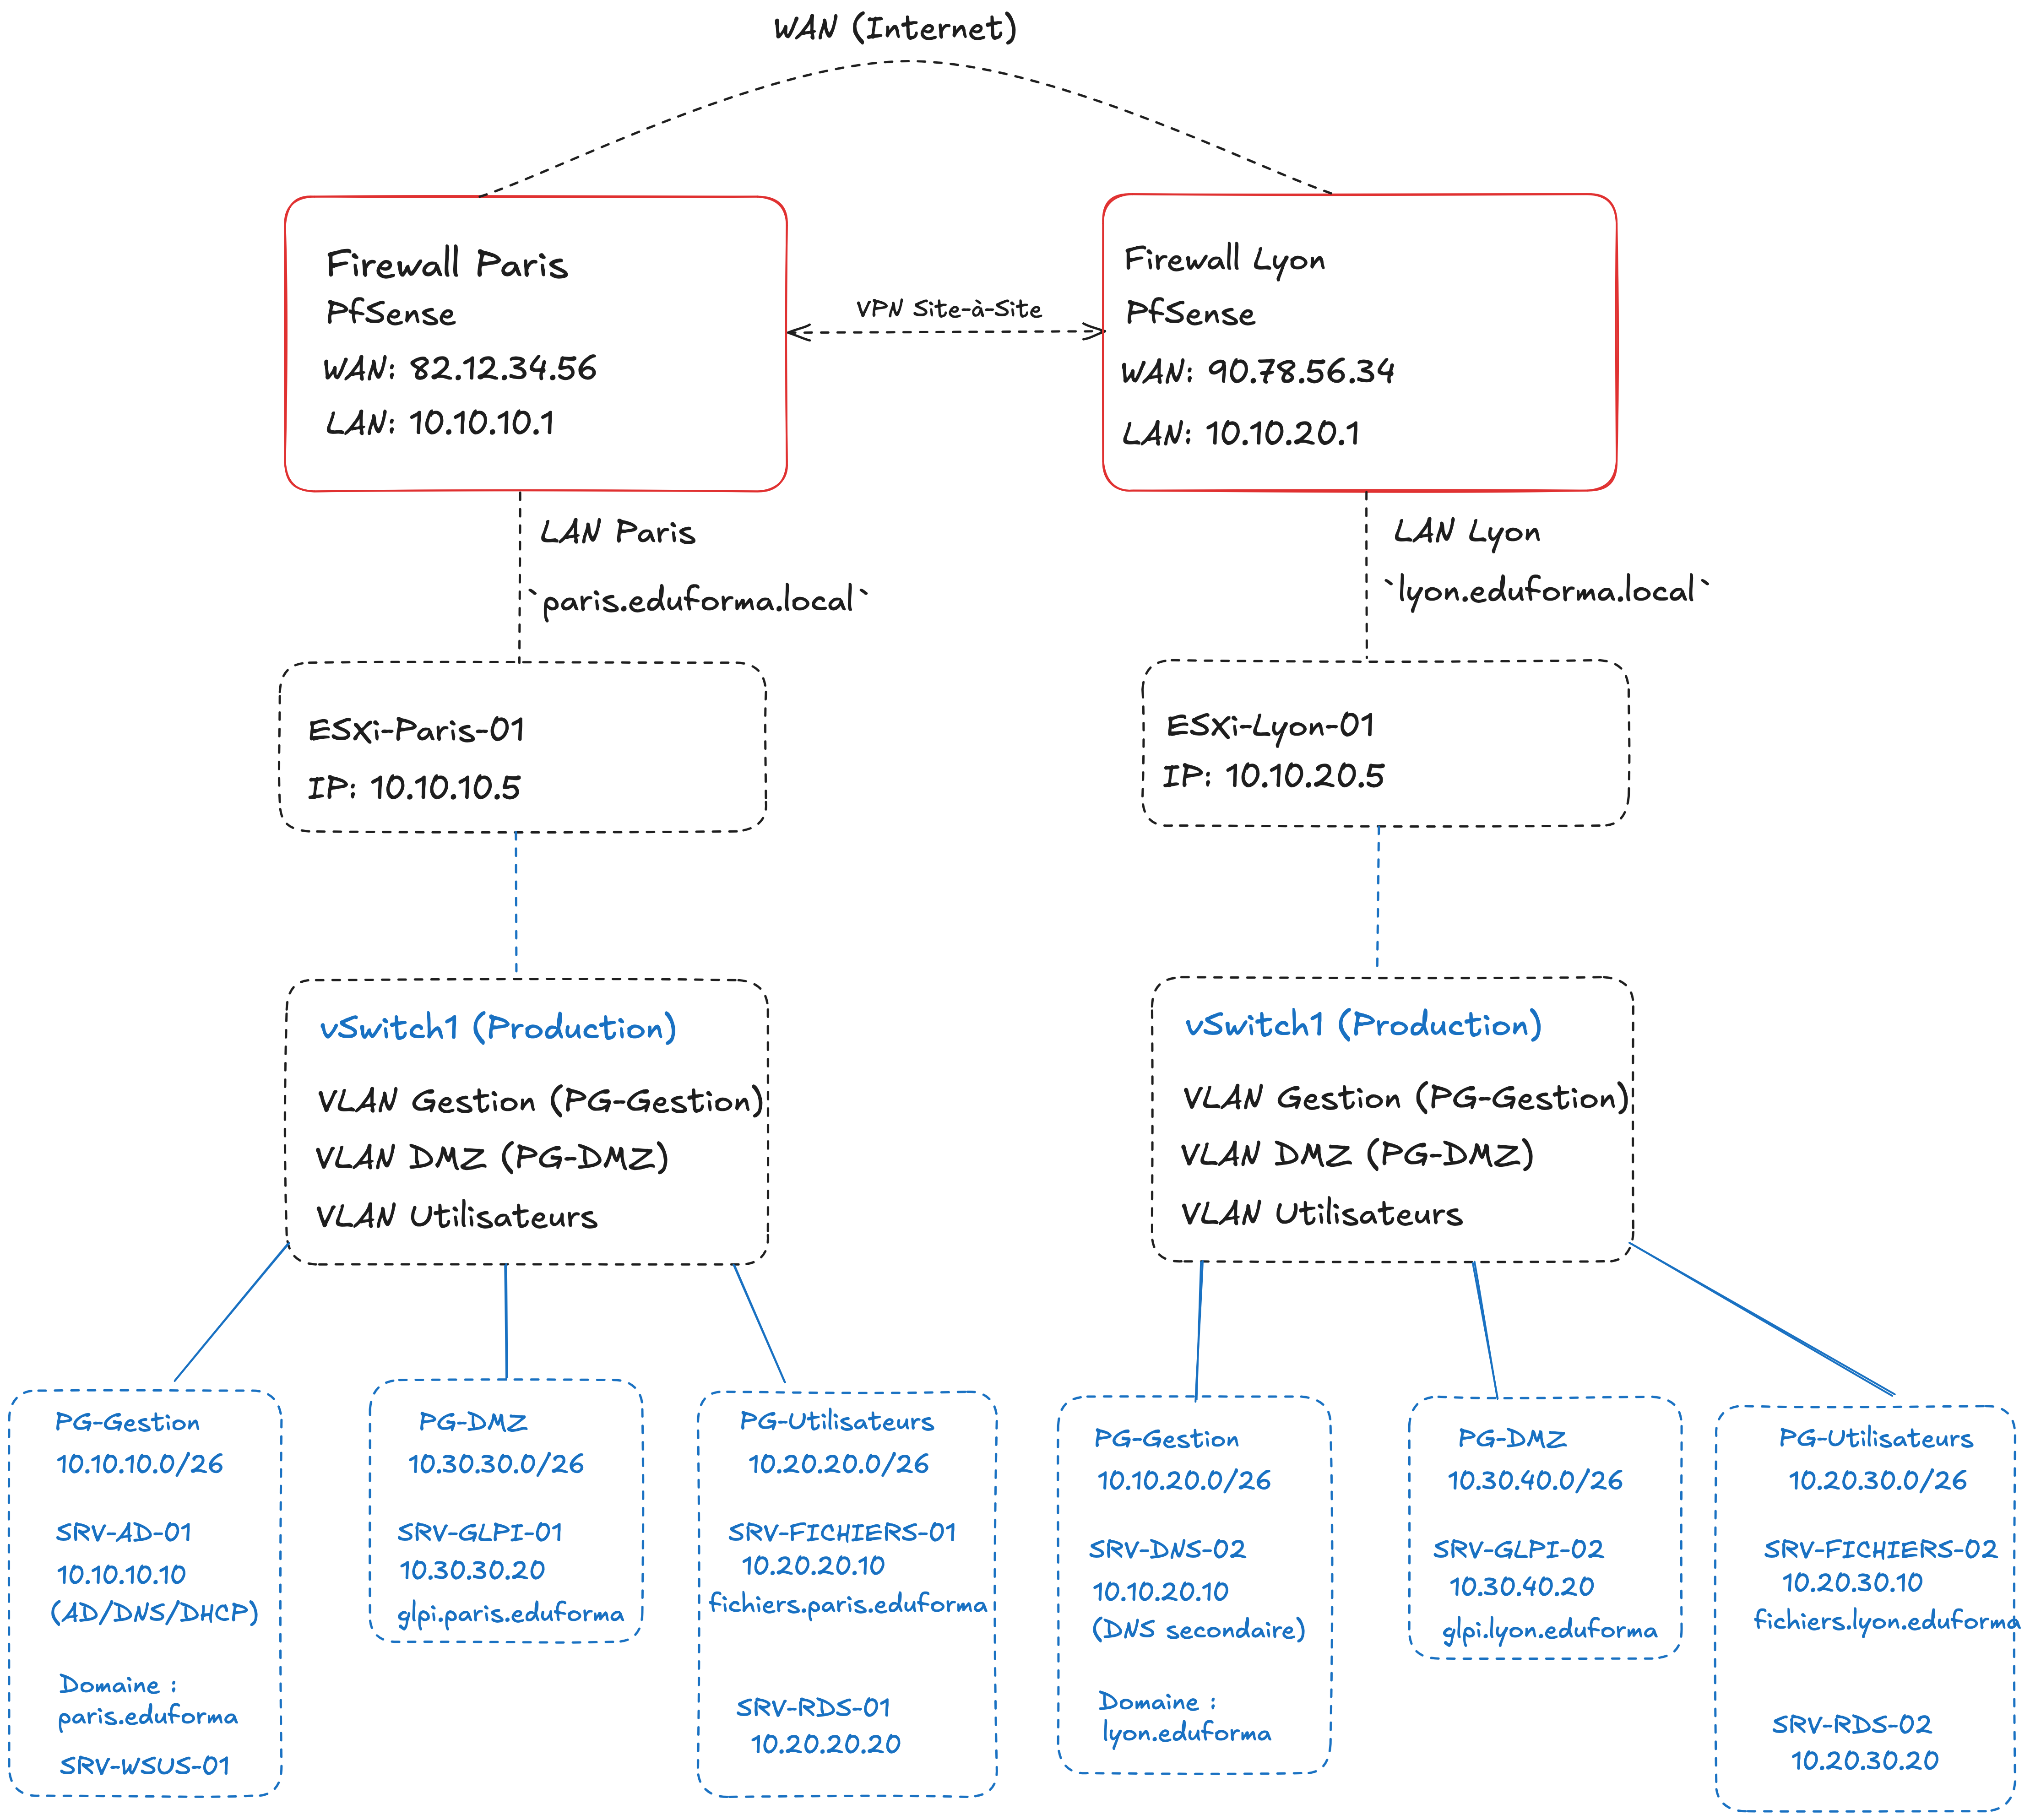 WAN (Internet)
Firewall Paris
PfSense
WAN: 82.12.34.56
LAN: 10.10.10.1
VPN Site-à-Site
Firewall Lyon
PfSense
WAN: 90.78.56.34
LAN: 10.10.20.1
LAN Paris
`paris.eduforma.local`
LAN Lyon
`lyon.eduforma.local`
ESXi-Paris-01
IP: 10.10.10.5
ESXi-Lyon-01
IP: 10.10.20.5
vSwitch1 (Production)
VLAN Gestion (PG-Gestion)
VLAN DMZ (PG-DMZ)
VLAN Utilisateurs
vSwitch1 (Production)
VLAN Gestion (PG-Gestion)
VLAN DMZ (PG-DMZ)
VLAN Utilisateurs
PG-Gestion
10.10.10.0/26
SRV-AD-01
10.10.10.10
(AD/DNS/DHCP)
Domaine :
paris.eduforma
SRV-WSUS-01
PG-DMZ
10.30.30.0/26
SRV-GLPI-01
10.30.30.20
glpi.paris.eduforma
PG-Utilisateurs
10.20.20.0/26
SRV-FICHIERS-01
10.20.20.10
fichiers.paris.eduforma
SRV-RDS-01
10.20.20.20
PG-Gestion
10.10.20.0/26
SRV-DNS-02
10.10.20.10
(DNS secondaire)
Domaine :
lyon.eduforma
PG-DMZ
10.30.40.0/26
SRV-GLPI-02
10.30.40.20
glpi.lyon.eduforma
PG-Utilisateurs
10.20.30.0/26
SRV-FICHIERS-02
10.20.30.10
fichiers.lyon.eduforma
SRV-RDS-02
10.20.30.20